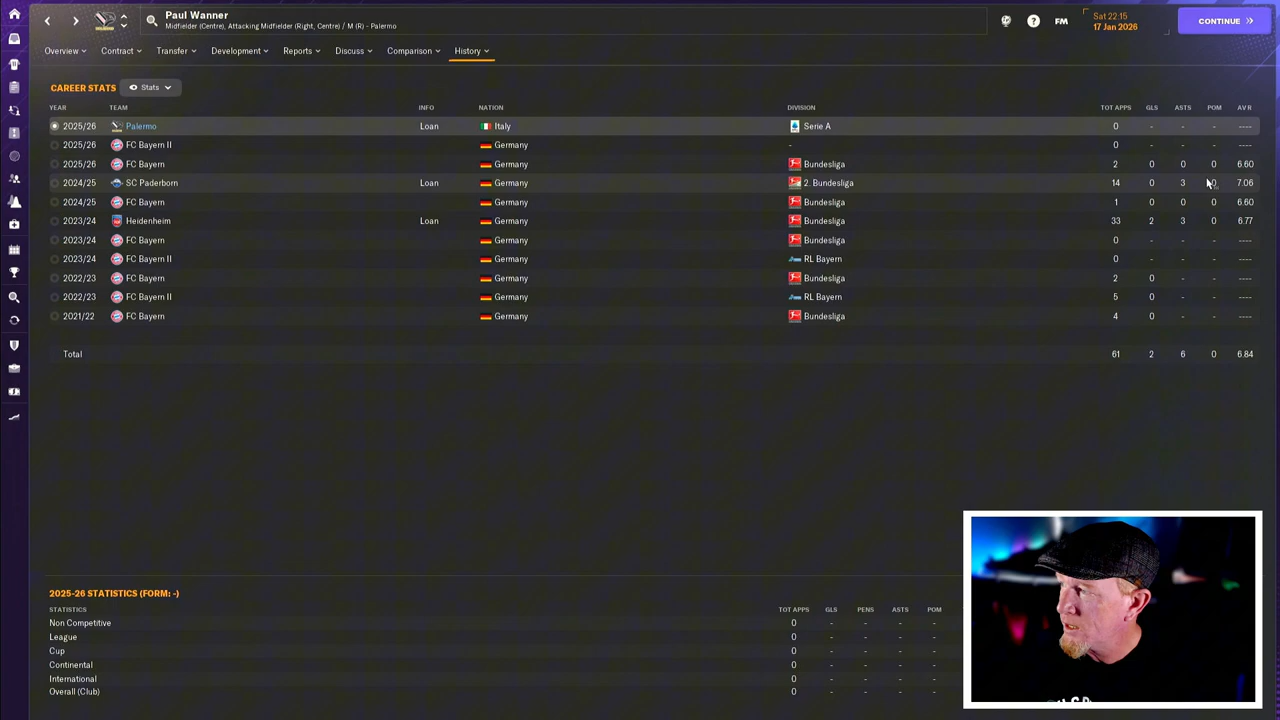 Paul Wanner
Midfielder (Centre), Attacking Midfielder (Right, Centre) / M (R) - Palermo
FM Sat 22:15
17 Jan 2026
CONTINUE
Overview Contract Transfer Development Reports Discuss Comparison History
CAREER STATS Stats
YEAR TEAM INFO NATION DIVISION TOT APPS GLS ASTS POM AV R
2025/26 Palermo Loan Italy Serie A 0 - - - ----
2025/26 FC Bayern II Germany - 0 - - - ----
2025/26 FC Bayern Germany Bundesliga 2 0 0 0 6.60
2024/25 SC Paderborn Loan Germany 2. Bundesliga 14 0 3 0 7.06
2024/25 FC Bayern Germany Bundesliga 1 0 0 0 6.60
2023/24 Heidenheim Loan Germany Bundesliga 33 2 3 0 6.77
2023/24 FC Bayern Germany Bundesliga 0 - - - ----
2023/24 FC Bayern II Germany RL Bayern 0 - - - ----
2022/23 FC Bayern Germany Bundesliga 2 0 - - ----
2022/23 FC Bayern II Germany RL Bayern 5 0 - - ----
2021/22 FC Bayern Germany Bundesliga 4 0 - - ----
Total 61 2 6 0 6.84
2025-26 STATISTICS (FORM: -)
STATISTICS TOT APPS GLS PENS ASTS POM
Non Competitive 0 - - - -
League 0 - - - -
Cup 0 - - - -
Continental 0 - - - -
International 0 - - - -
Overall (Club) 0 - - - -